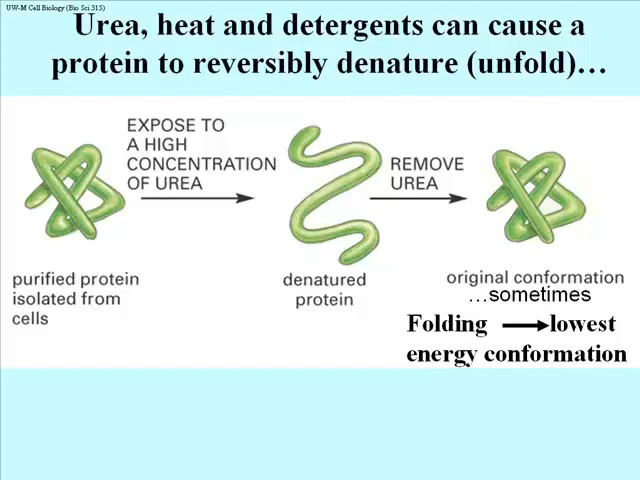 UW-M Cell Biology (Bio Sci 315)
Urea, heat and detergents can cause a
protein to reversibly denature (unfold)…
EXPOSE TO
A HIGH
CONCENTRATION
OF UREA
REMOVE
UREA
purified protein
isolated from
cells
denatured
protein
original conformation
…sometimes
Folding lowest
energy conformation